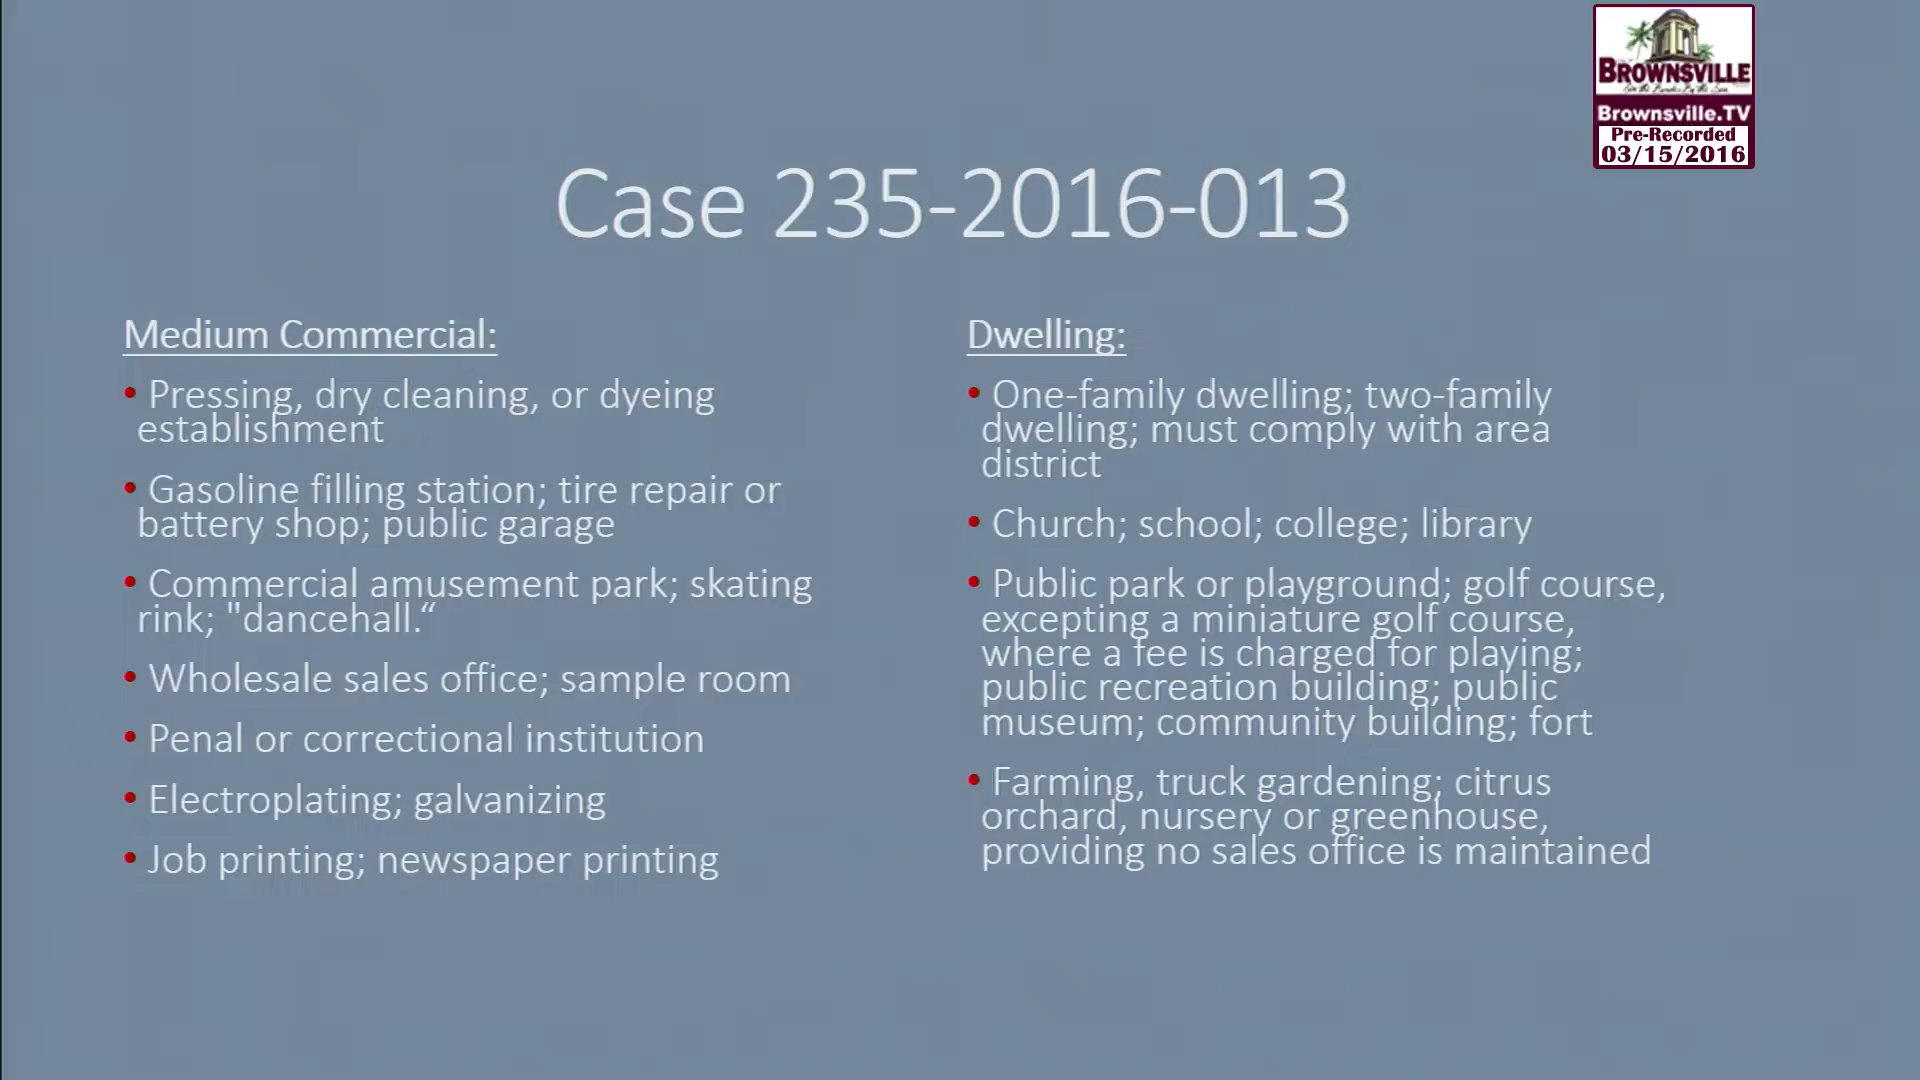 BROWNSVILLE
Brownsville.TV
Pre-Recorded
03/15/2016
Case 235-2016-013
Medium Commercial:
• Pressing, dry cleaning, or dyeing
establishment
• Gasoline filling station; tire repair or
battery shop; public garage
• Commercial amusement park; skating
rink; "dancehall.“
• Wholesale sales office; sample room
• Penal or correctional institution
• Electroplating; galvanizing
• Job printing; newspaper printing
Dwelling:
• One-family dwelling; two-family
dwelling; must comply with area
district
• Church; school; college; library
• Public park or playground; golf course,
excepting a miniature golf course,
where a fee is charged for playing;
public recreation building; public
museum; community building; fort
• Farming, truck gardening; citrus
orchard, nursery or greenhouse,
providing no sales office is maintained